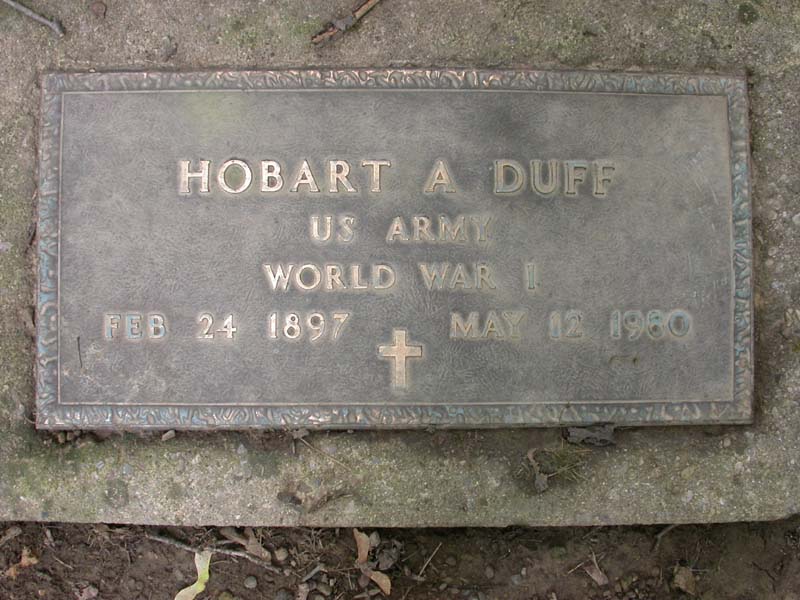 HOBART A DUFF
US ARMY
WORLD WAR I
FEB 24 1897 MAY 12 1980